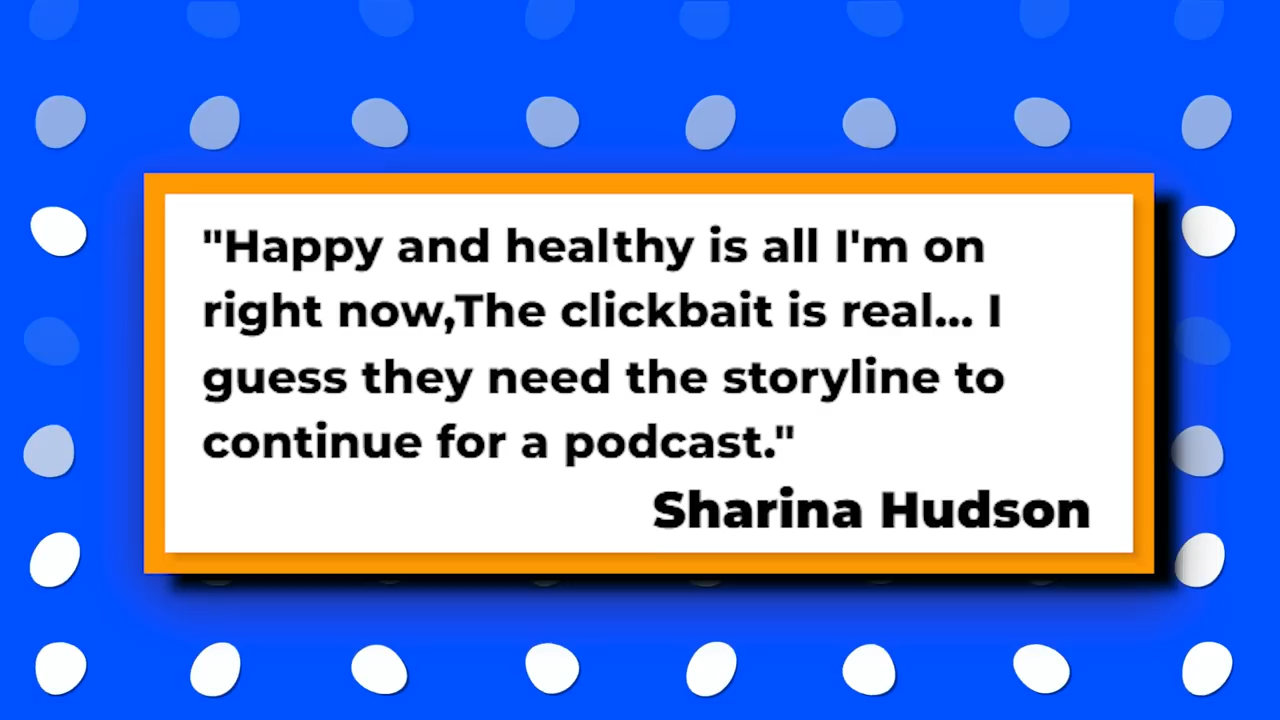 "Happy and healthy is all I'm on
right now,The clickbait is real... I
guess they need the storyline to
continue for a podcast."
Sharina Hudson